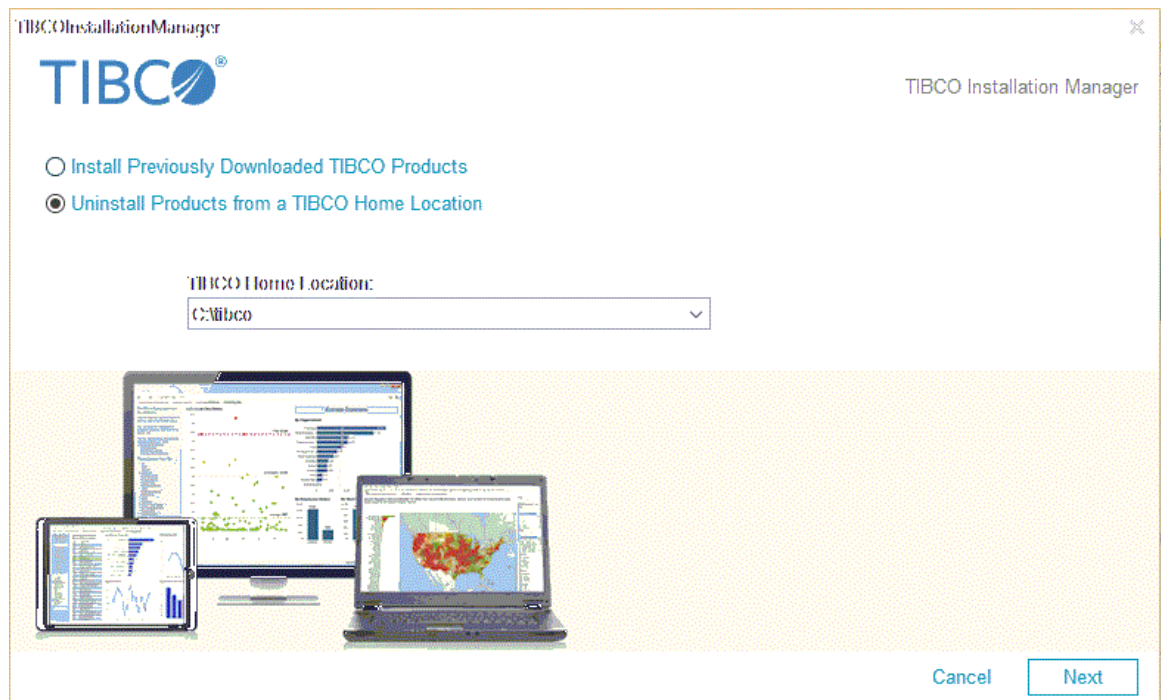 TIBCOInstallationManager
TIBCO®
TIBCO Installation Manager
Install Previously Downloaded TIBCO Products
Uninstall Products from a TIBCO Home Location
TIBCO Home Location:
C:\tibco
Cancel
Next